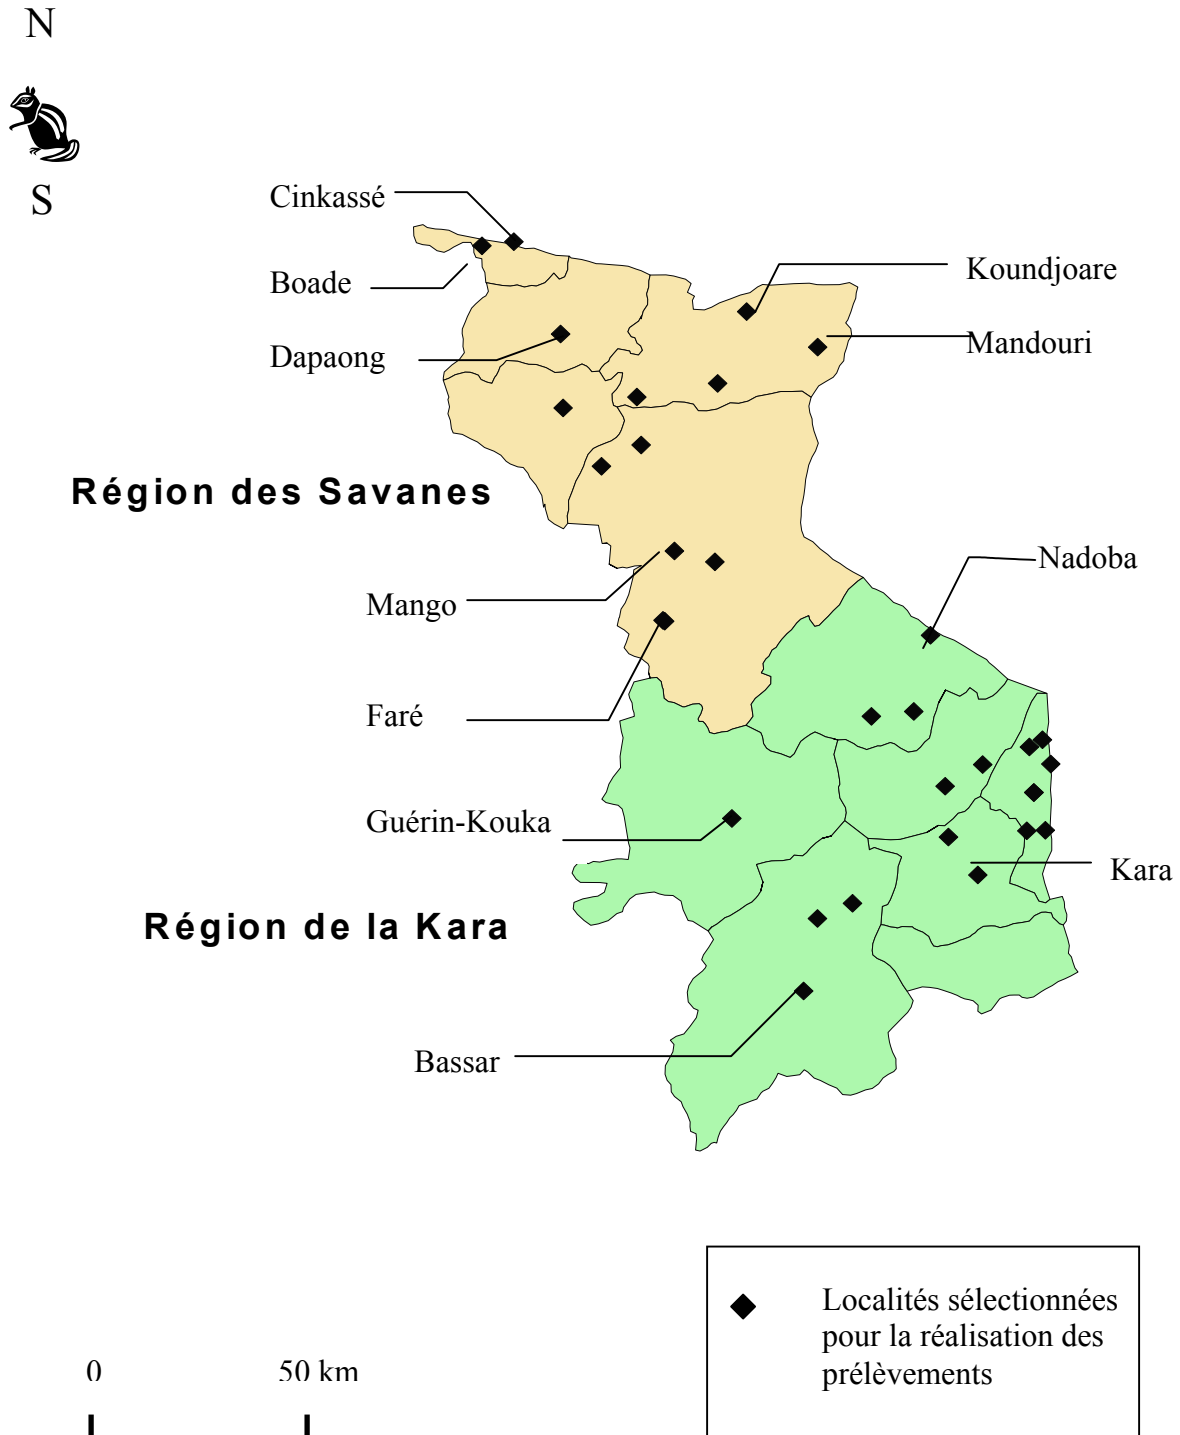 N
S
Cinkassé
Boade
Koundjoare
Dapaong
Mandouri
Région des Savanes
Nadoba
Mango
Faré
Guérin-Kouka
Kara
Région de la Kara
Bassar
Localités sélectionnées
pour la réalisation des
prélèvements
0 50 km